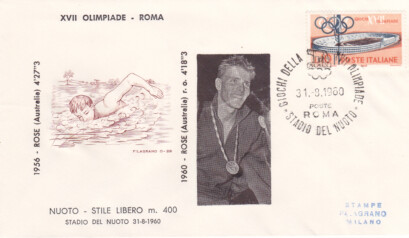 XVII OLIMPIADE - ROMA
1956 - ROSE (Australia) 4'27"3
1960 - ROSE (Australia) r. o. 4'18"3
NUOTO - STILE LIBERO m. 400
STADIO DEL NUOTO 31-8-1960
XVII
POSTE ITALIANE
GIOCHI DELLA OLIMPIADE
31.-8.1960
POSTE
ROMA
- STADIO DEL NUOTO -
STAMPE
FILAGRANO
MILANO